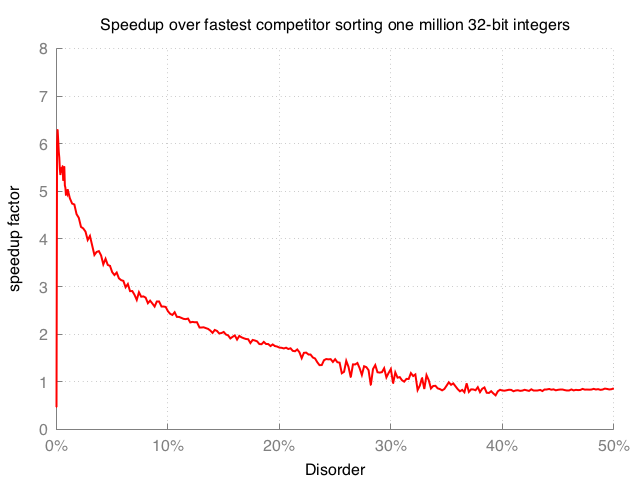 Speedup over fastest competitor sorting one million 32-bit integers
8
7
6
5
4
3
2
1
0
speedup factor
0% 10% 20% 30% 40% 50%
Disorder